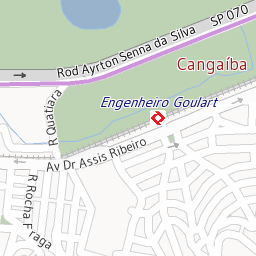 SP 070
Rod Ayrton Senna da Silva
Cangaíba
Engenheiro Goulart
R Quatiara
Av Dr Assis Ribeiro
R Rocha Fraga